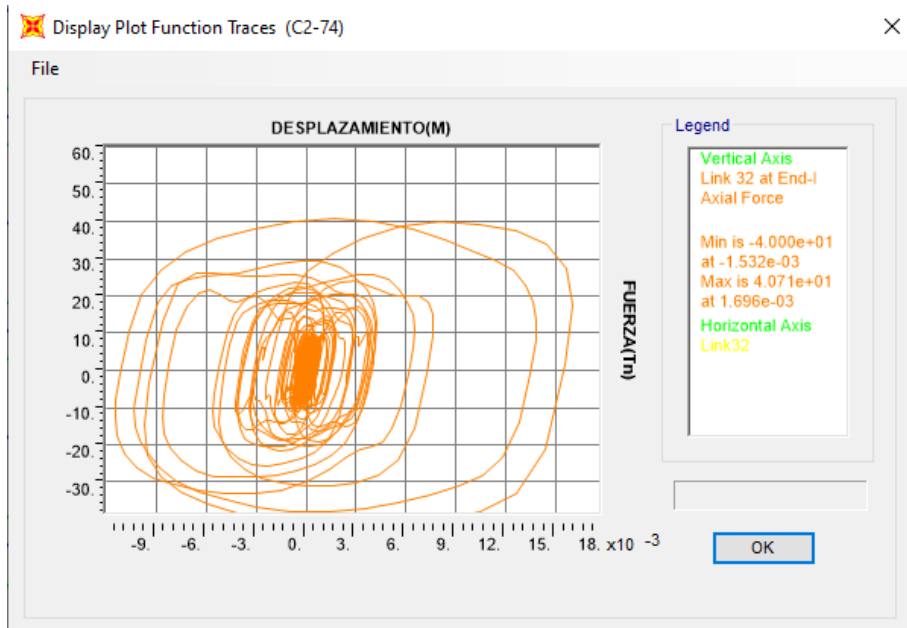 Display Plot Function Traces (C2-74)
File
DESPLAZAMIENTO(M)
60.
50.
40.
30.
20.
10.
0.
-10.
-20.
-30.
-9. -6. -3. 0. 3. 6. 9. 12. 15. 18. x10 -3
FUERZA(Tn)
Legend
Vertical Axis
Link 32 at End-I
Axial Force
Min is -4.000e+01
at -1.532e-03
Max is 4.071e+01
at 1.696e-03
Horizontal Axis
Link32
OK